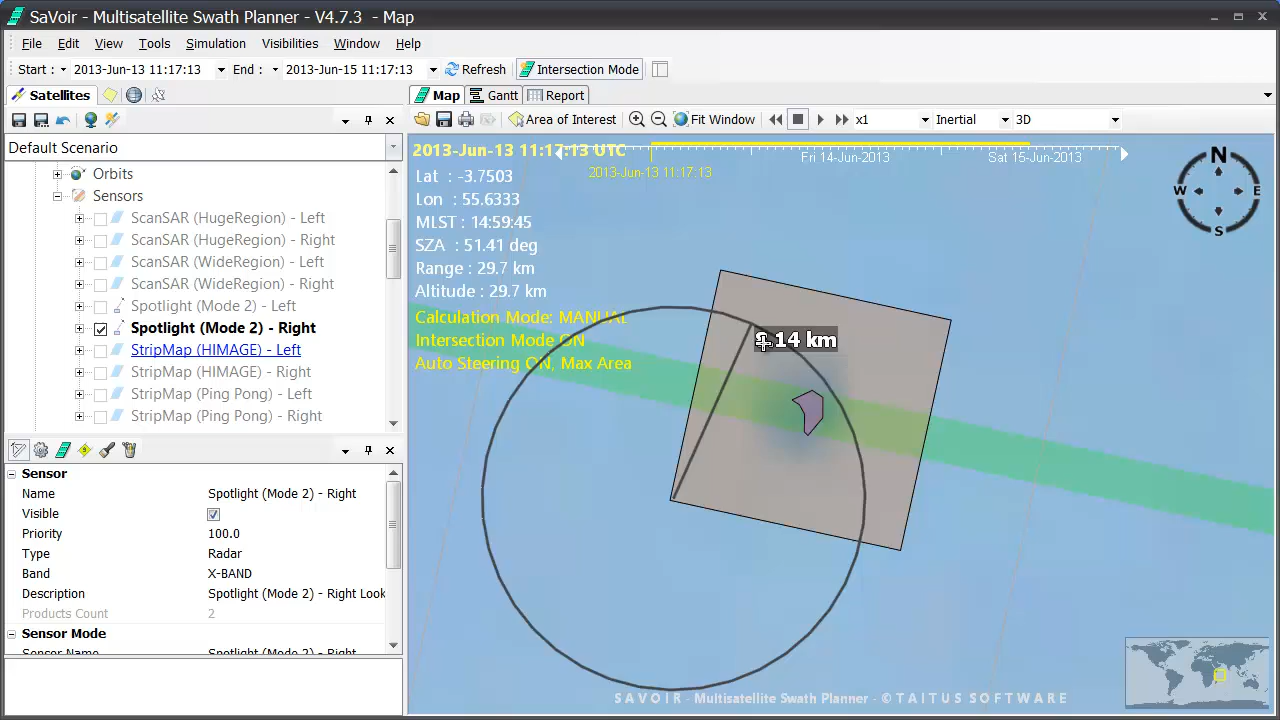 SaVoir - Multisatellite Swath Planner - V4.7.3 - Map
File Edit View Tools Simulation Visibilities Window Help
Start : 2013-Jun-13 11:17:13 End : 2013-Jun-15 11:17:13 Refresh Intersection Mode
Satellites
Map Gantt Report
Area of Interest Fit Window x1 Inertial 3D
Default Scenario
Orbits
Sensors
ScanSAR (HugeRegion) - Left
ScanSAR (HugeRegion) - Right
ScanSAR (WideRegion) - Left
ScanSAR (WideRegion) - Right
Spotlight (Mode 2) - Left
Spotlight (Mode 2) - Right
StripMap (HIMAGE) - Left
StripMap (HIMAGE) - Right
StripMap (Ping Pong) - Left
StripMap (Ping Pong) - Right
Sensor
Name Spotlight (Mode 2) - Right
Visible
Priority 100.0
Type Radar
Band X-BAND
Description Spotlight (Mode 2) - Right Look
Products Count 2
Sensor Mode
Sensor Name Spotlight (Mode 2) - Right
2013-Jun-13 11:17:13 UTC
Fri 14-Jun-2013 Sat 15-Jun-2013
2013-Jun-13 11:17:13
Lat : -3.7503
Lon : 55.6333
MLST : 14:59:45
SZA : 51.41 deg
Range : 29.7 km
Altitude : 29.7 km
Calculation Mode: MANUAL
Intersection Mode ON
Auto Steering ON, Max Area
14 km
N
W E
S
SAVOIR - Multisatellite Swath Planner - © TAITUS SOFTWARE